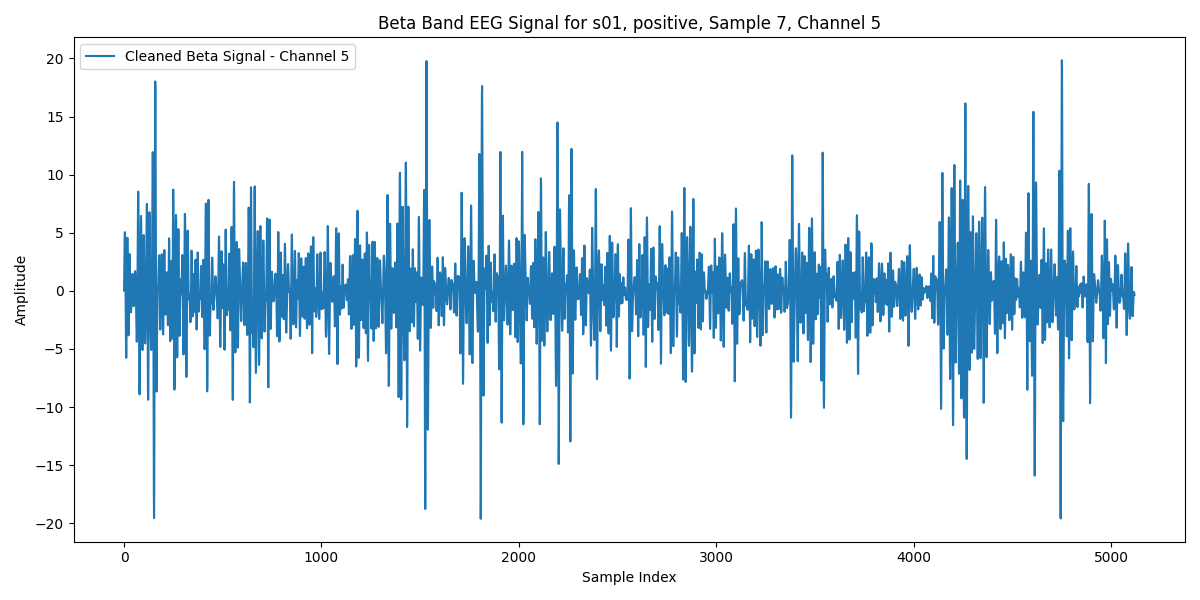 Beta Band EEG Signal for s01, positive, Sample 7, Channel 5
Cleaned Beta Signal - Channel 5
20
15
10
5
0
−5
−10
−15
−20
Amplitude
0 1000 2000 3000 4000 5000
Sample Index